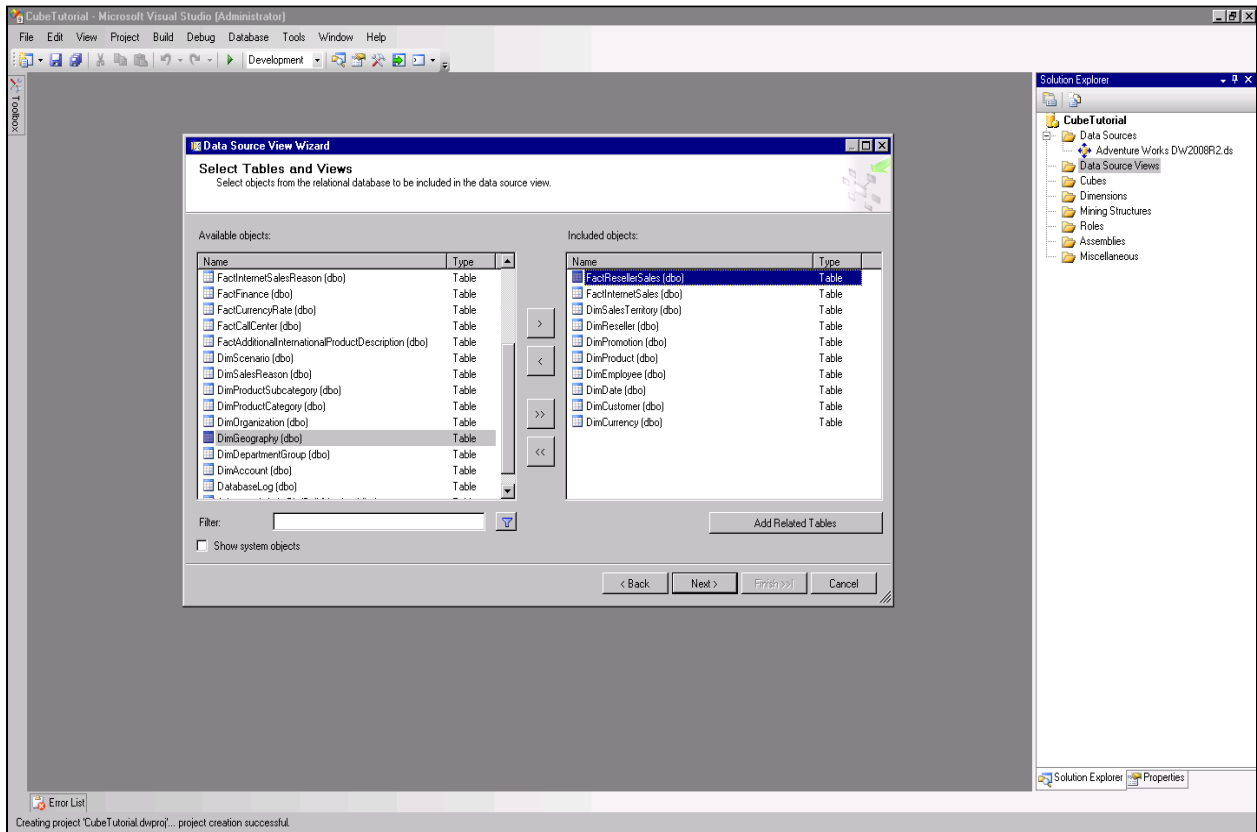 CubeTutorial - Microsoft Visual Studio (Administrator)
File Edit View Project Build Debug Database Tools Window Help
Development
Toolbox
Solution Explorer
CubeTutorial
Data Sources
Adventure Works DW2008R2.ds
Data Source Views
Cubes
Dimensions
Mining Structures
Roles
Assemblies
Miscellaneous
Data Source View Wizard
Select Tables and Views
Select objects from the relational database to be included in the data source view.
Available objects:
Name Type
FactInternetSalesReason (dbo) Table
FactFinance (dbo) Table
FactCurrencyRate (dbo) Table
FactCallCenter (dbo) Table
FactAdditionalInternationalProductDescription (dbo) Table
DimScenario (dbo) Table
DimSalesReason (dbo) Table
DimProductSubcategory (dbo) Table
DimProductCategory (dbo) Table
DimOrganization (dbo) Table
DimGeography (dbo) Table
DimDepartmentGroup (dbo) Table
DimAccount (dbo) Table
DatabaseLog (dbo) Table
>
<
>>
<<
Included objects:
Name Type
FactResellerSales (dbo) Table
FactInternetSales (dbo) Table
DimSalesTerritory (dbo) Table
DimReseller (dbo) Table
DimPromotion (dbo) Table
DimProduct (dbo) Table
DimEmployee (dbo) Table
DimDate (dbo) Table
DimCustomer (dbo) Table
DimCurrency (dbo) Table
Filter:
Add Related Tables
Show system objects
< Back Next > Finish >>| Cancel
Solution Explorer Properties
Error List
Creating project 'CubeTutorial.dwproj'... project creation successful.